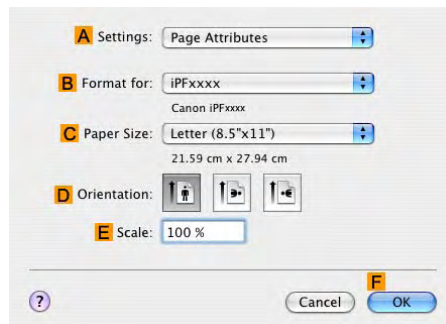 A Settings: Page Attributes
B Format for: iPFxxxx
Canon iPFxxxx
C Paper Size: Letter (8.5"x11")
21.59 cm x 27.94 cm
D Orientation:
E Scale: 100 %
F
? Cancel OK